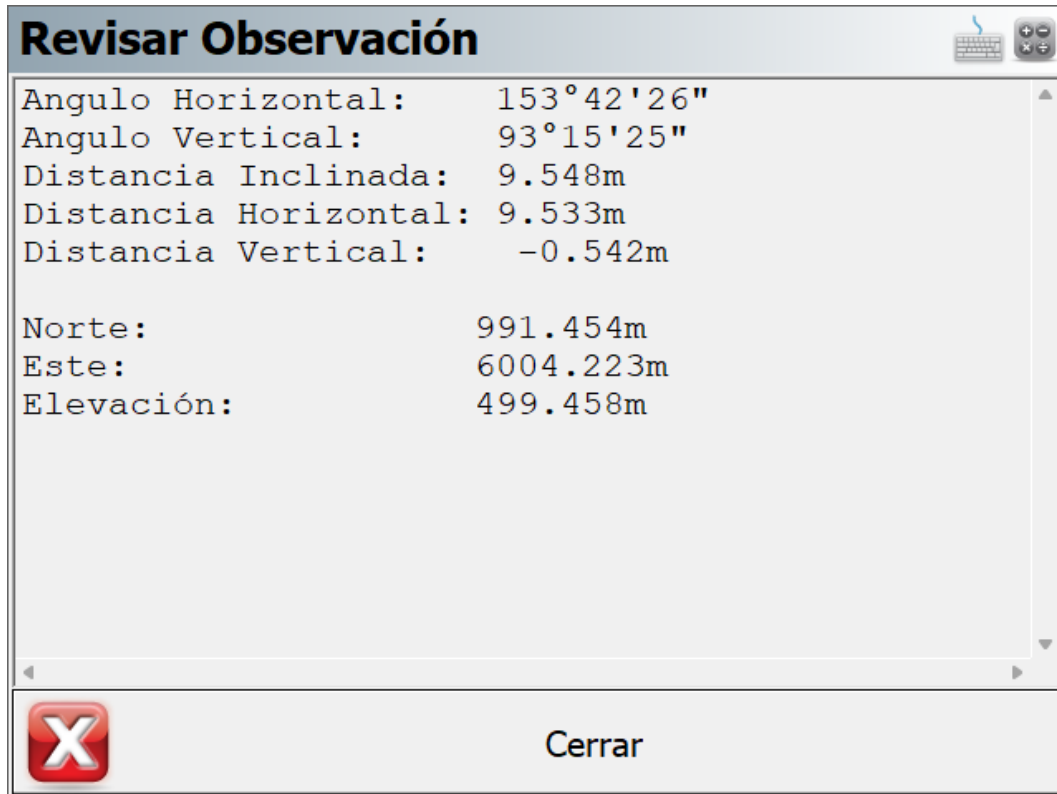 Revisar Observación
Angulo Horizontal: 153°42'26"
Angulo Vertical: 93°15'25"
Distancia Inclinada: 9.548m
Distancia Horizontal: 9.533m
Distancia Vertical: -0.542m
Norte: 991.454m
Este: 6004.223m
Elevación: 499.458m
Cerrar